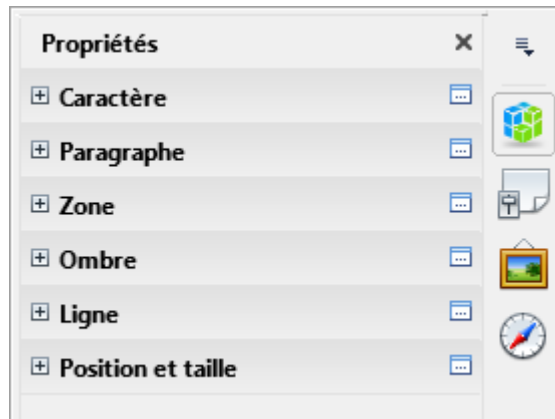 Propriétés
Caractère
Paragraphe
Zone
Ombre
Ligne
Position et taille